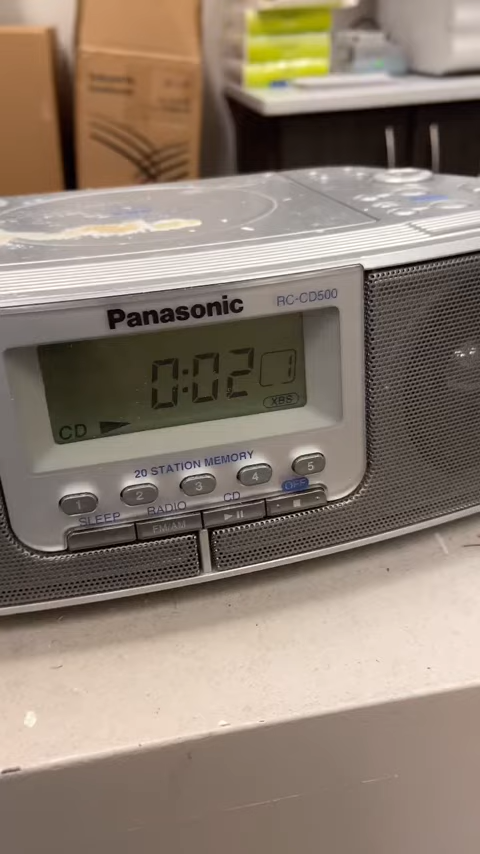 Panasonic RC-CD500
0:02 1
XBS
CD
20 STATION MEMORY
1 2 3 4 5
SLEEP RADIO CD OFF
FM/AM